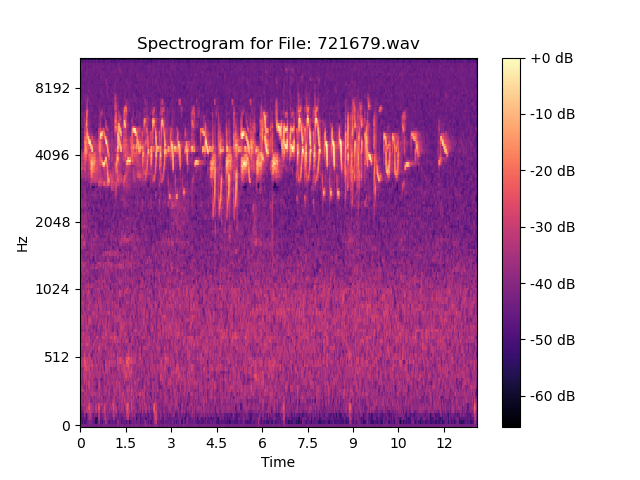 Spectrogram for File: 721679.wav
Hz
8192
4096
2048
1024
512
0
0 1.5 3 4.5 6 7.5 9 10 12
Time
+0 dB
-10 dB
-20 dB
-30 dB
-40 dB
-50 dB
-60 dB